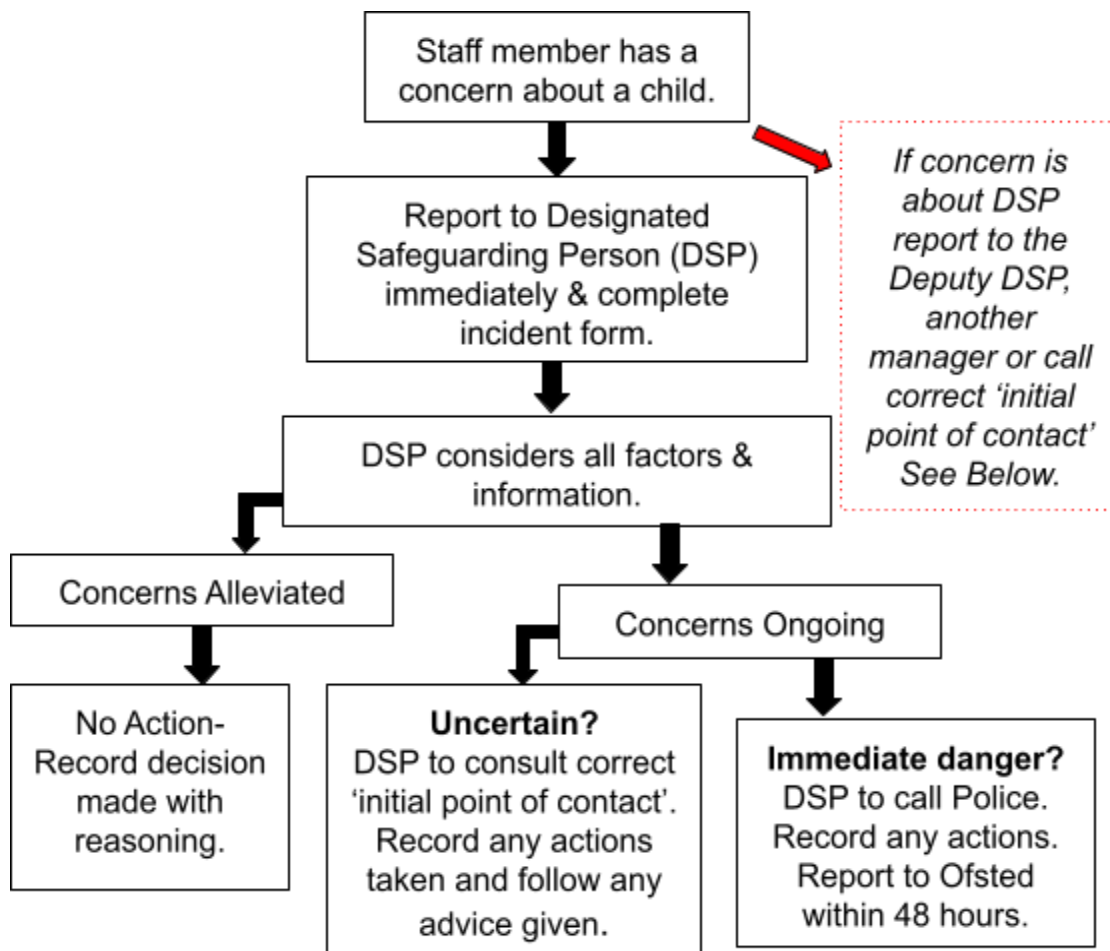 Staff member has a
concern about a child.
If concern is
about DSP
report to the
Deputy DSP,
another
manager or call
correct ‘initial
point of contact’
See Below.
Report to Designated
Safeguarding Person (DSP)
immediately & complete
incident form.
DSP considers all factors &
information.
Concerns Alleviated
Concerns Ongoing
No Action-
Record decision
made with
reasoning.
Uncertain?
DSP to consult correct
‘initial point of contact’.
Record any actions
taken and follow any
advice given.
Immediate danger?
DSP to call Police.
Record any actions.
Report to Ofsted
within 48 hours.